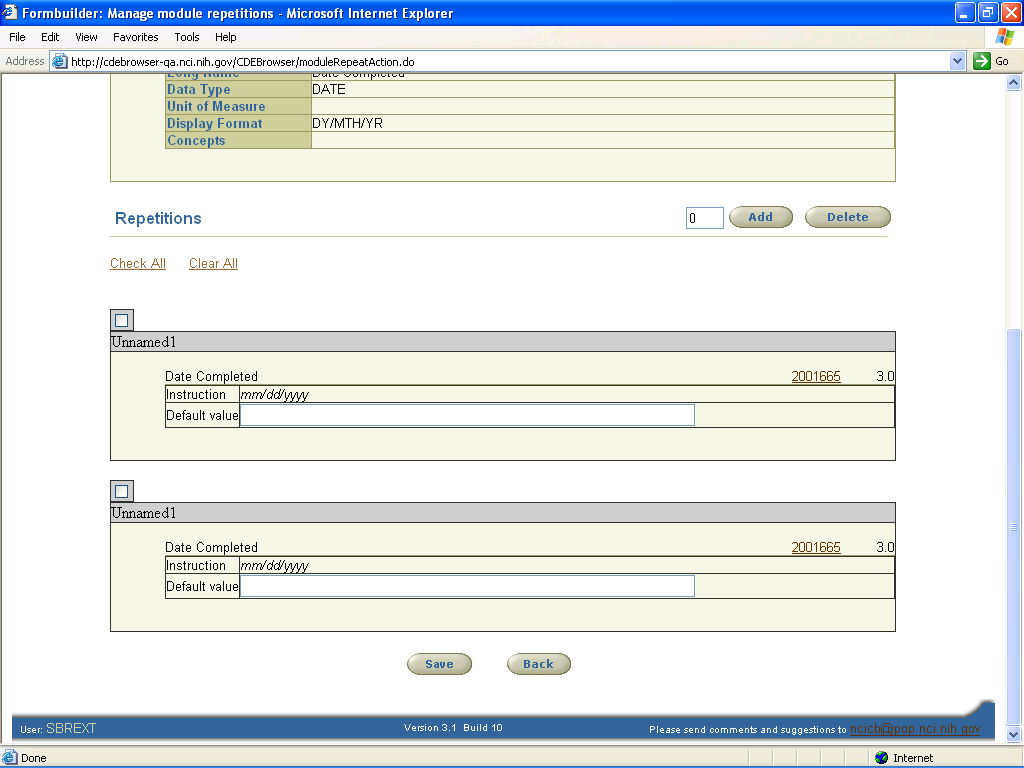 Formbuilder: Manage module repetitions - Microsoft Internet Explorer
File Edit View Favorites Tools Help
Address http://cdebrowser-qa.nci.nih.gov/CDEBrowser/moduleRepeatAction.do Go
Long Name Date Completed
Data Type DATE
Unit of Measure
Display Format DY/MTH/YR
Concepts
Repetitions 0 Add Delete
Check All Clear All
Unnamed1
Date Completed 2001665 3.0
Instruction mm/dd/yyyy
Default value
Unnamed1
Date Completed 2001665 3.0
Instruction mm/dd/yyyy
Default value
Save Back
User: SBREXT Version 3.1 Build 10 Please send comments and suggestions to ncicb@pop.nci.nih.gov
Done Internet